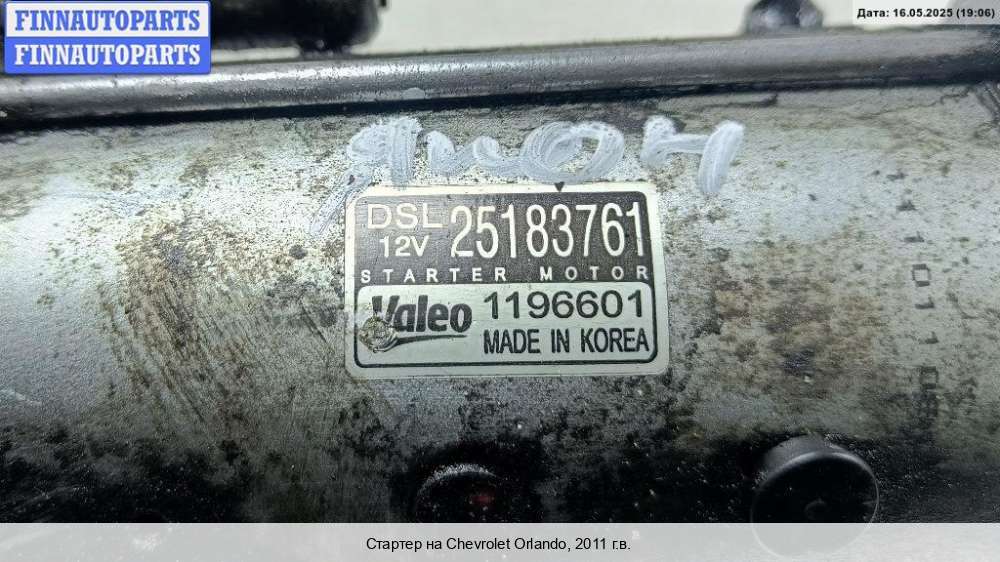 FINNAUTOPARTS
FINNAUTOPARTS
Дата: 16.05.2025 (19:06)
DSL 25183761
12V
STARTER MOTOR
Valeo 1196601
MADE IN KOREA
Стартер на Chevrolet Orlando, 2011 г.в.